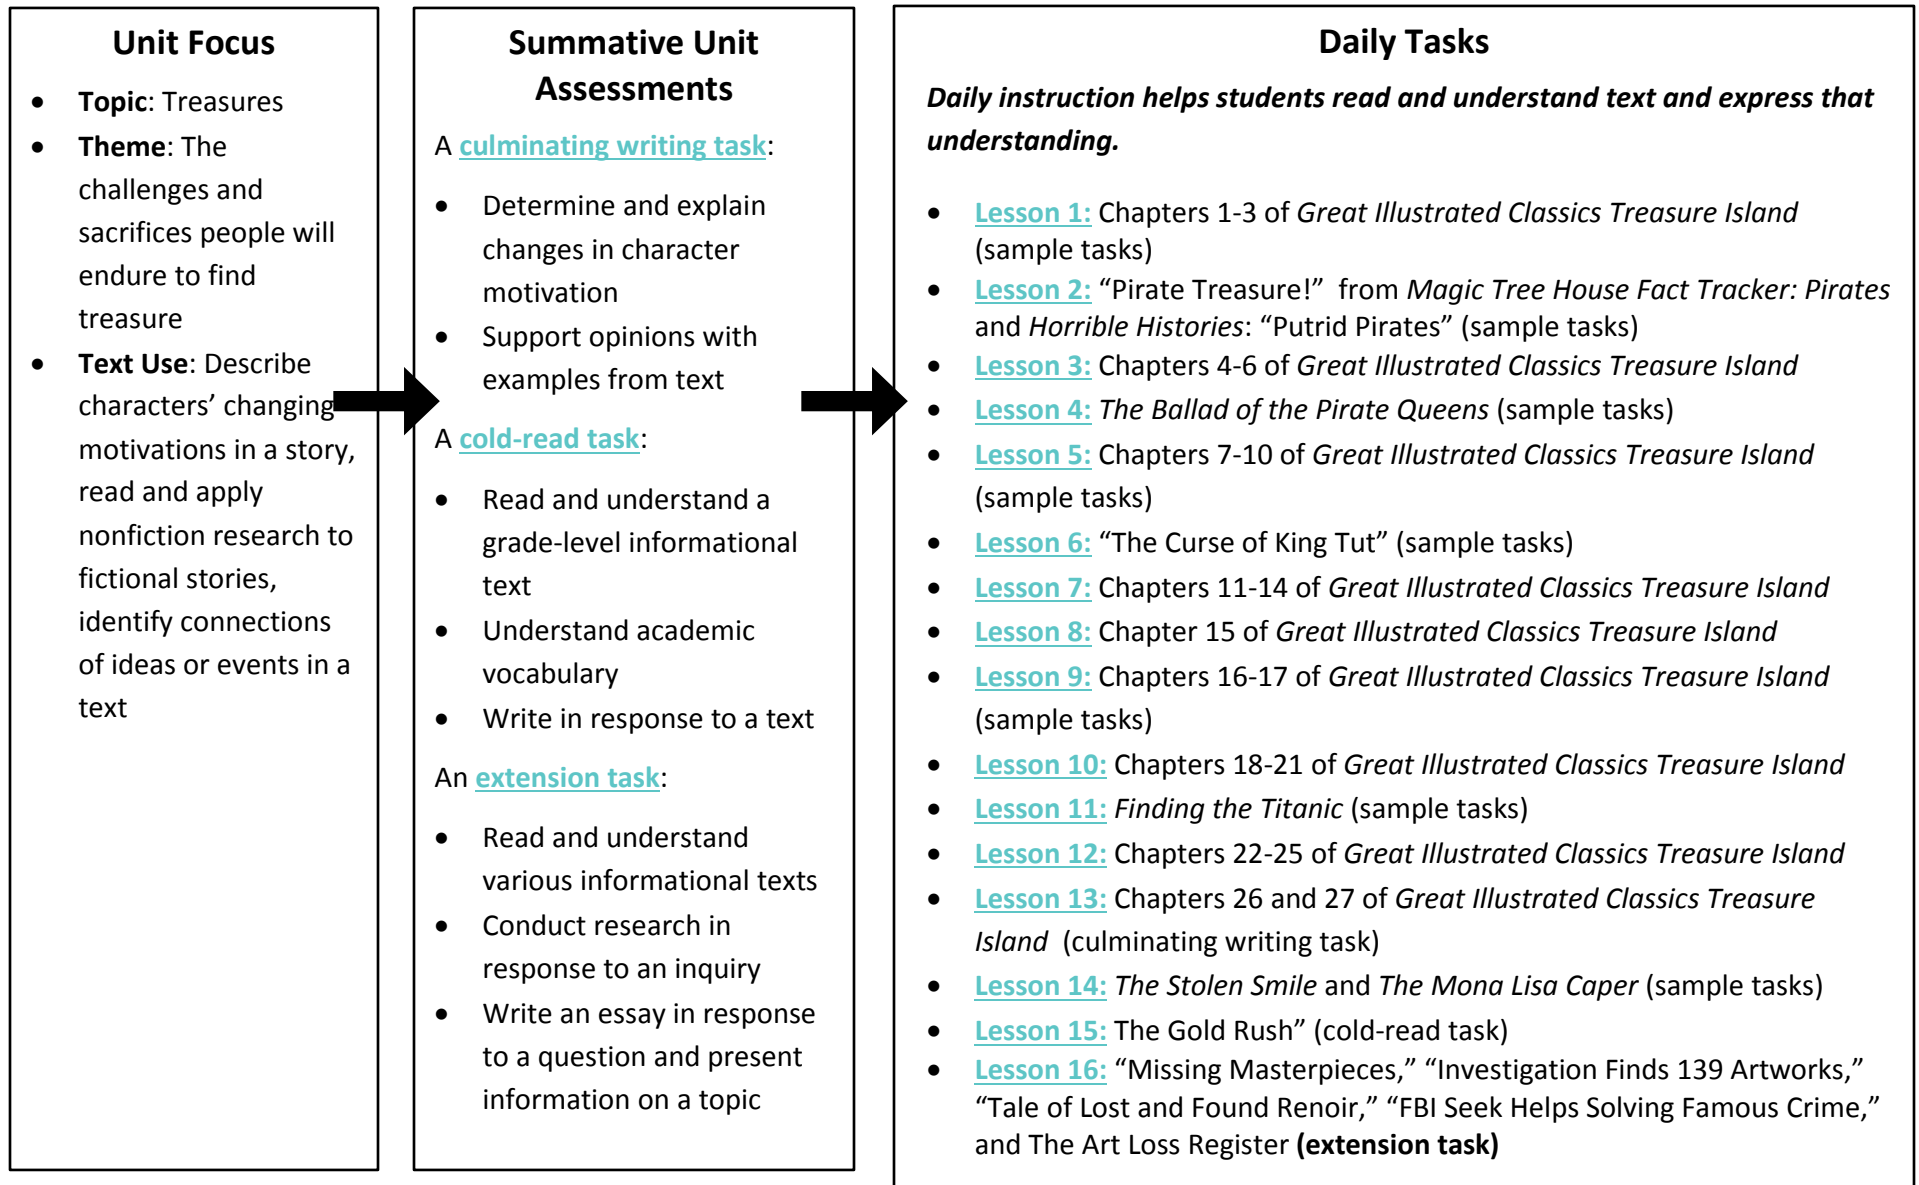 Unit Focus
• Topic: Treasures
• Theme: The
challenges and
sacrifices people will
endure to find
treasure
• Text Use: Describe
characters’ changing
motivations in a story,
read and apply
nonfiction research to
fictional stories,
identify connections
of ideas or events in a
text
Summative Unit
Assessments
A culminating writing task:
• Determine and explain
changes in character
motivation
• Support opinions with
examples from text
A cold-read task:
• Read and understand a
grade-level informational
text
• Understand academic
vocabulary
• Write in response to a text
An extension task:
• Read and understand
various informational texts
• Conduct research in
response to an inquiry
• Write an essay in response
to a question and present
information on a topic
Daily Tasks
Daily instruction helps students read and understand text and express that
understanding.
• Lesson 1: Chapters 1-3 of Great Illustrated Classics Treasure Island
(sample tasks)
• Lesson 2: “Pirate Treasure!” from Magic Tree House Fact Tracker: Pirates
and Horrible Histories: “Putrid Pirates” (sample tasks)
• Lesson 3: Chapters 4-6 of Great Illustrated Classics Treasure Island
• Lesson 4: The Ballad of the Pirate Queens (sample tasks)
• Lesson 5: Chapters 7-10 of Great Illustrated Classics Treasure Island
(sample tasks)
• Lesson 6: “The Curse of King Tut” (sample tasks)
• Lesson 7: Chapters 11-14 of Great Illustrated Classics Treasure Island
• Lesson 8: Chapter 15 of Great Illustrated Classics Treasure Island
• Lesson 9: Chapters 16-17 of Great Illustrated Classics Treasure Island
(sample tasks)
• Lesson 10: Chapters 18-21 of Great Illustrated Classics Treasure Island
• Lesson 11: Finding the Titanic (sample tasks)
• Lesson 12: Chapters 22-25 of Great Illustrated Classics Treasure Island
• Lesson 13: Chapters 26 and 27 of Great Illustrated Classics Treasure
Island (culminating writing task)
• Lesson 14: The Stolen Smile and The Mona Lisa Caper (sample tasks)
• Lesson 15: The Gold Rush” (cold-read task)
• Lesson 16: “Missing Masterpieces,” “Investigation Finds 139 Artworks,”
“Tale of Lost and Found Renoir,” “FBI Seek Helps Solving Famous Crime,”
and The Art Loss Register (extension task)